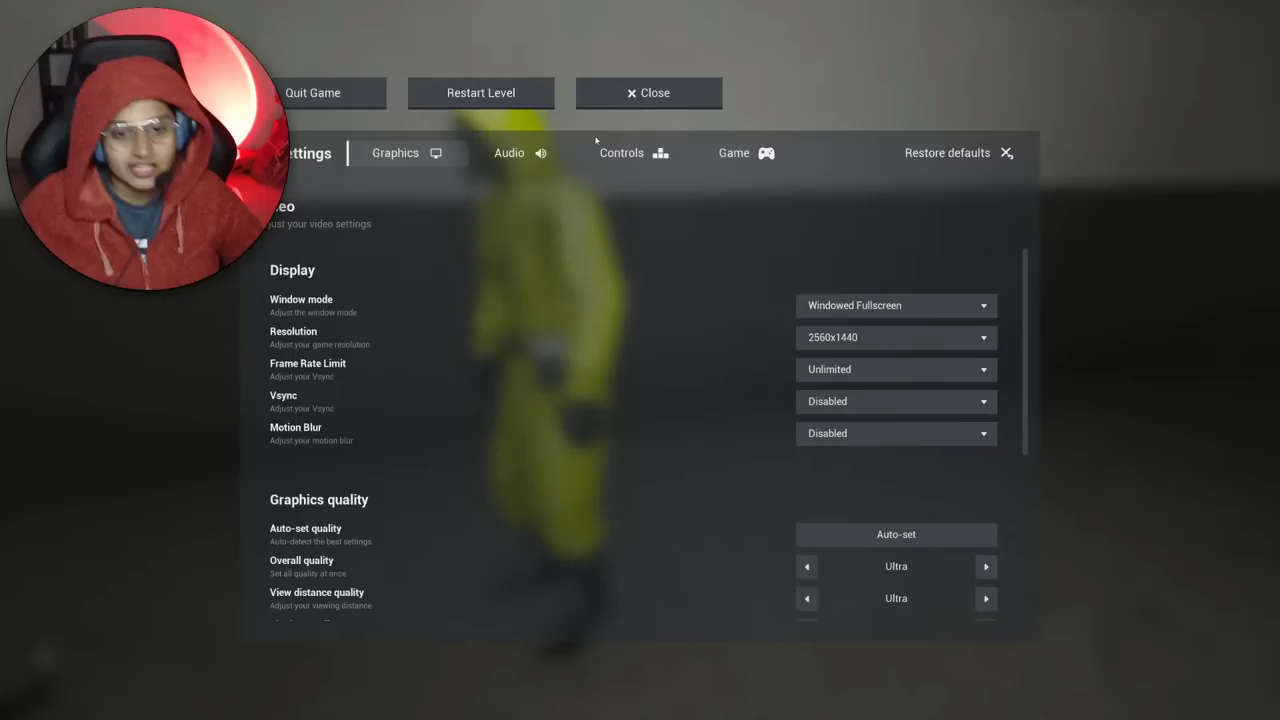 Quit Game
Restart Level
Close
ettings
Graphics
Audio
Controls
Game
Restore defaults
eo
just your video settings
Display
Window mode
Adjust the window mode
Windowed Fullscreen
Resolution
Adjust your game resolution
2560x1440
Frame Rate Limit
Adjust your Vsync
Unlimited
Vsync
Adjust your Vsync
Disabled
Motion Blur
Adjust your motion blur
Disabled
Graphics quality
Auto-set quality
Auto-detect the best settings
Auto-set
Overall quality
Set all quality at once
Ultra
View distance quality
Adjust your viewing distance
Ultra